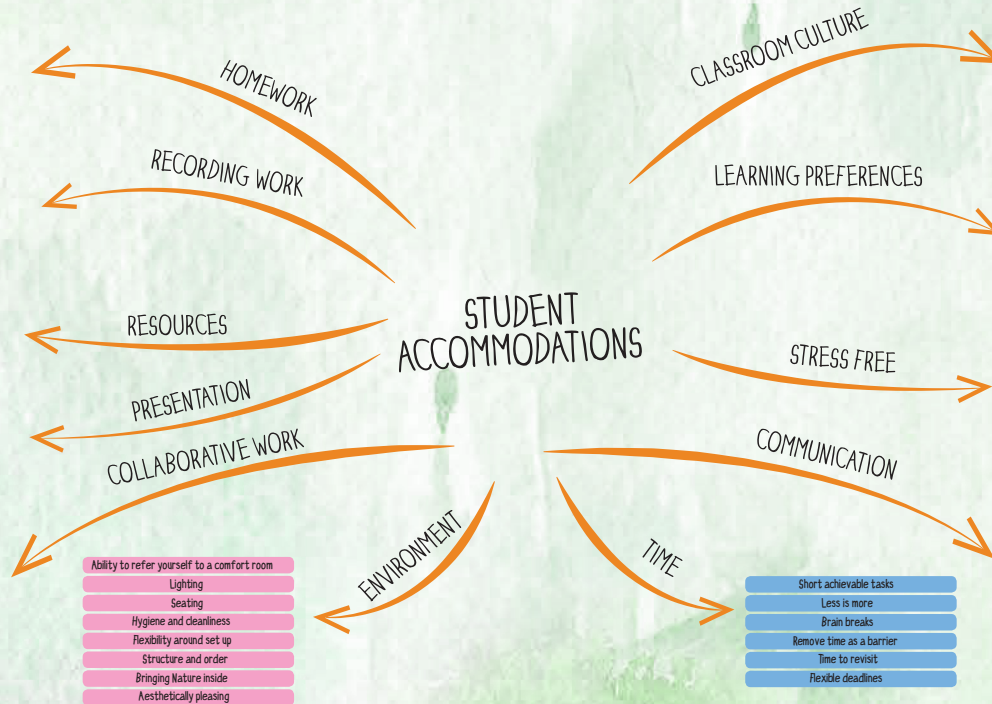 STUDENT
ACCOMMODATIONS
HOMEWORK
RECORDING WORK
RESOURCES
PRESENTATION
COLLABORATIVE WORK
ENVIRONMENT
Ability to refer yourself to a comfort room
Lighting
Seating
Hygiene and cleanliness
Flexibility around set up
Structure and order
Bringing Nature inside
Aesthetically pleasing
CLASSROOM CULTURE
LEARNING PREFERENCES
STRESS FREE
COMMUNICATION
TIME
Short achievable tasks
Less is more
Brain breaks
Remove time as a barrier
Time to revisit
Flexible deadlines